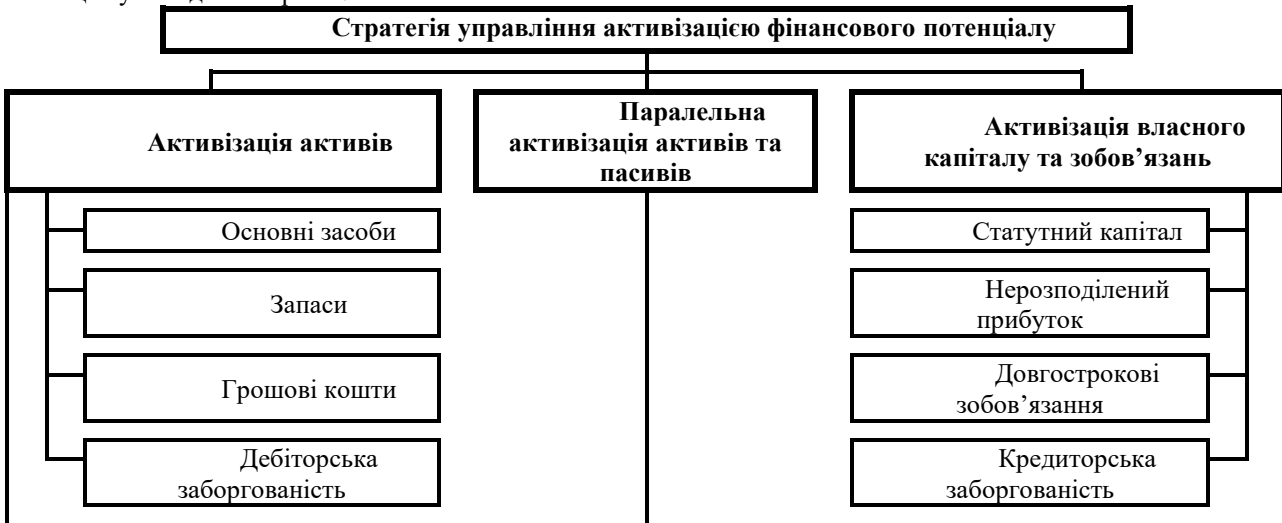 Стратегія управління активізацією фінансового потенціалу
Активізація активів
Паралельна
активізація активів та
пасивів
Активізація власного
капіталу та зобов’язань
Основні засоби
Запаси
Грошові кошти
Дебіторська
заборгованість
Статутний капітал
Нерозподілений
прибуток
Довгострокові
зобов’язання
Кредиторська
заборгованість